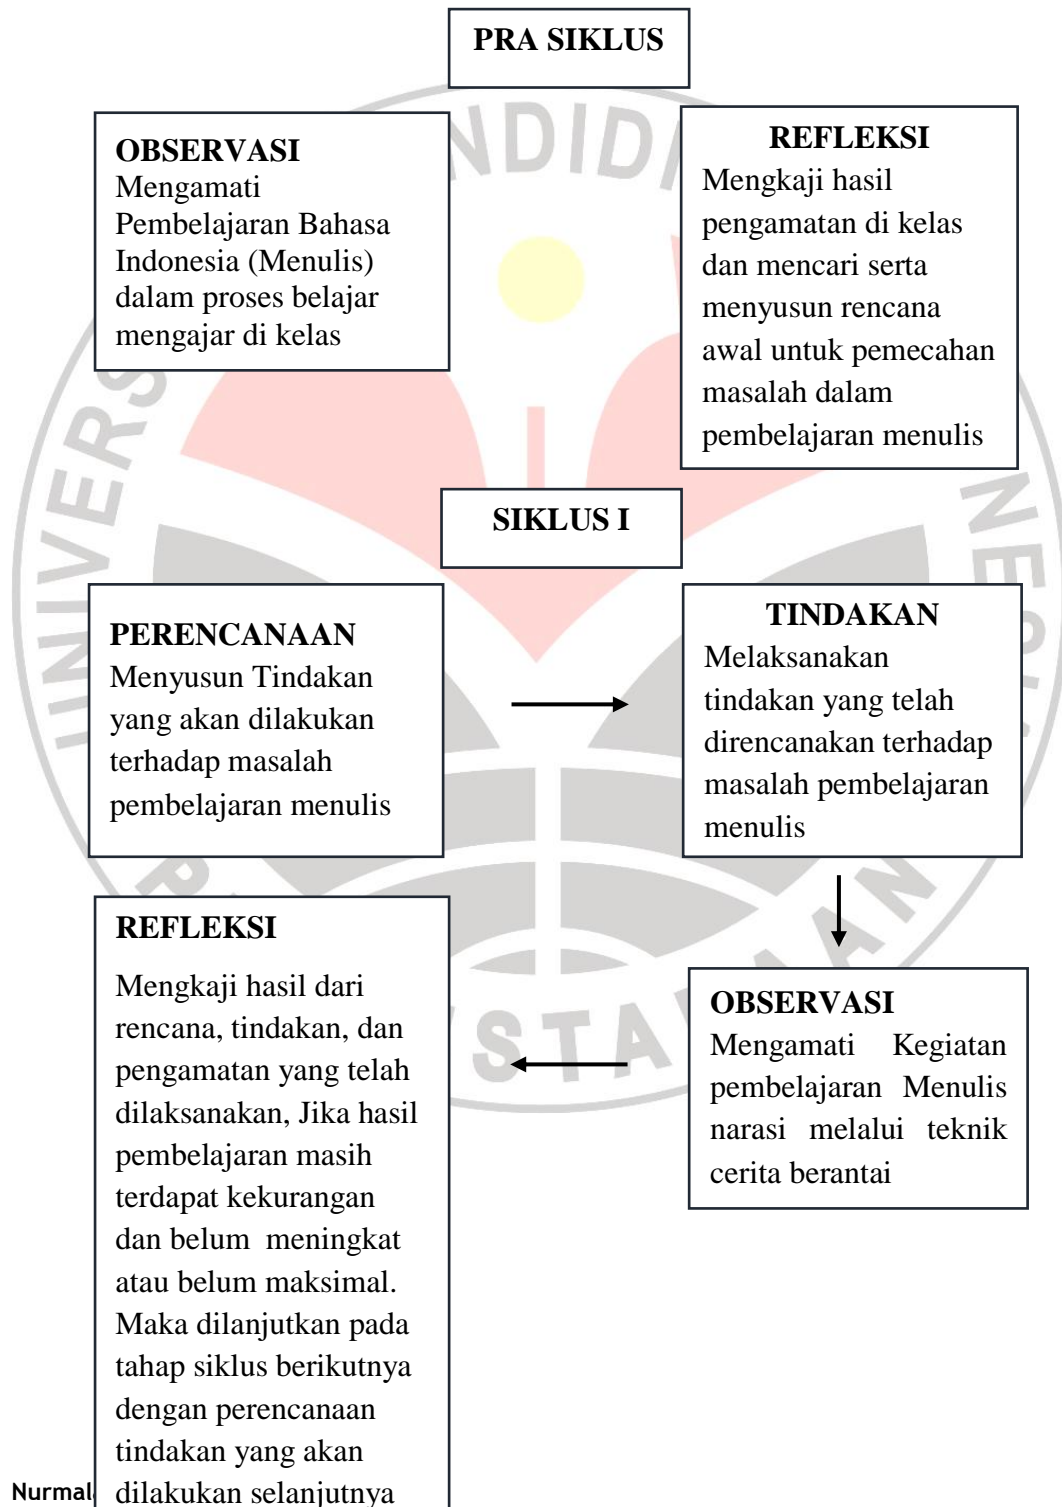 PRA SIKLUS
OBSERVASI
Mengamati
Pembelajaran Bahasa
Indonesia (Menulis)
dalam proses belajar
mengajar di kelas
REFLEKSI
Mengkaji hasil
pengamatan di kelas
dan mencari serta
menyusun rencana
awal untuk pemecahan
masalah dalam
pembelajaran menulis
SIKLUS I
PERENCANAAN
Menyusun Tindakan
yang akan dilakukan
terhadap masalah
pembelajaran menulis
TINDAKAN
Melaksanakan
tindakan yang telah
direncanakan terhadap
masalah pembelajaran
menulis
REFLEKSI
Mengkaji hasil dari
rencana, tindakan, dan
pengamatan yang telah
dilaksanakan, Jika hasil
pembelajaran masih
terdapat kekurangan
dan belum meningkat
atau belum maksimal.
Maka dilanjutkan pada
tahap siklus berikutnya
dengan perencanaan
tindakan yang akan
dilakukan selanjutnya
OBSERVASI
Mengamati Kegiatan
pembelajaran Menulis
narasi melalui teknik
cerita berantai